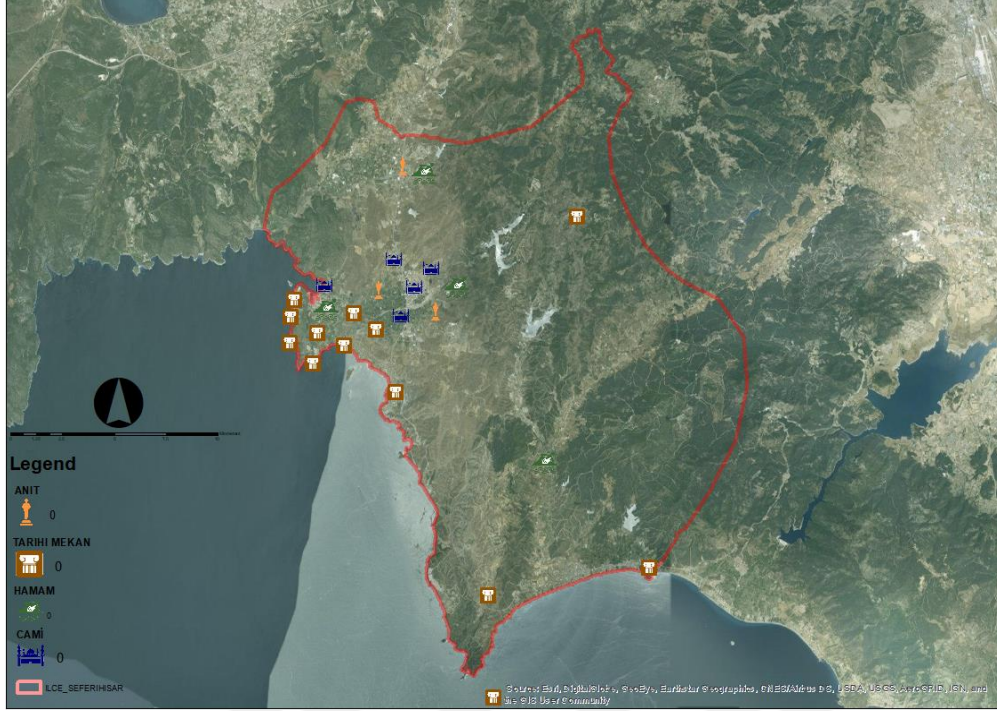 Legend
ANIT
0
TARIHI MEKAN
0
HAMAM
0
CAMİ
0
ILCE_SEFERIHISAR
Source: Esri, DigitalGlobe, GeoEye, Earthstar Geographics, CNES/Airbus DS, USDA, USGS, AeroGRID, IGN, and
the GIS User Community